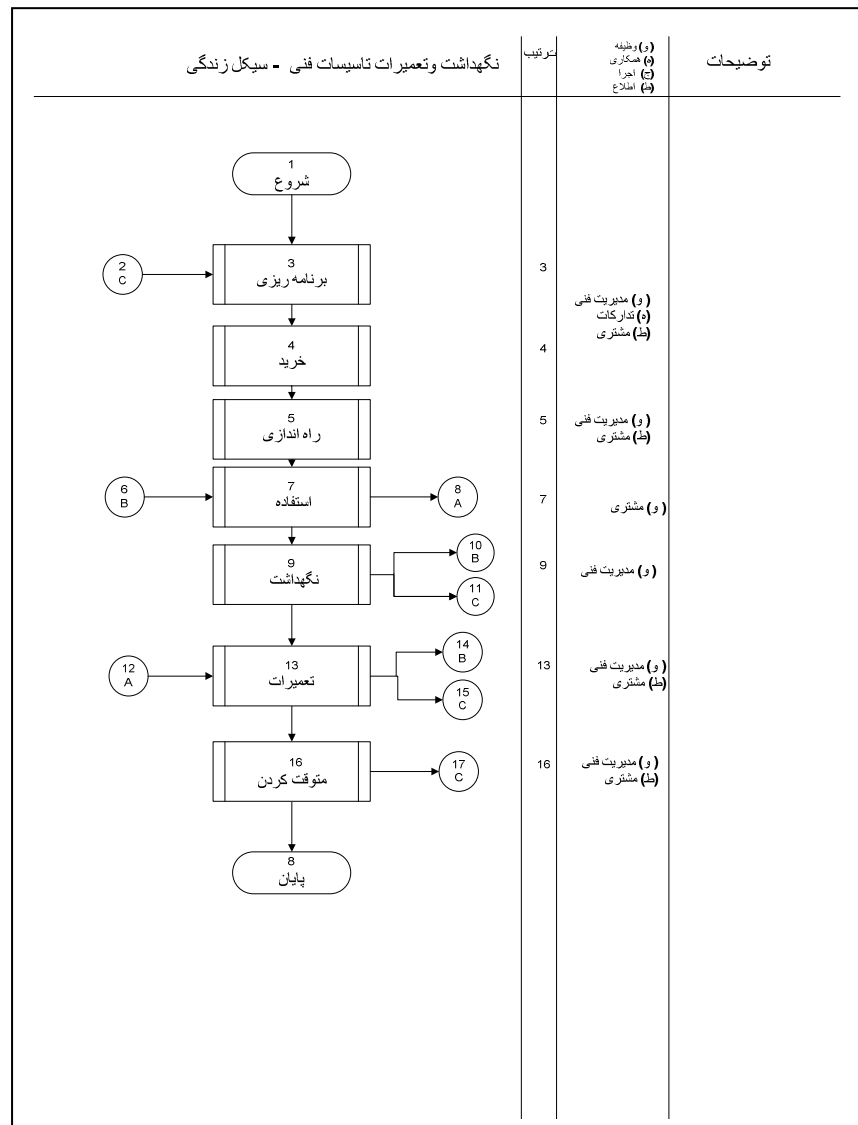 نگهداشت وتعمیرات تاسیسات فنی - سیکل زندگی
ترتیب
( و) وظیفه
(ه) همکاری
(ج) اجرا
(ط) اطلاع
توضیحات
1
شروع
2
C
3
برنامه ریزی
3
( و) مدیریت فنی
(ه) تدارکات
(ط) مشتری
4
خرید
4
5
راه اندازی
5
( و) مدیریت فنی
(ط) مشتری
6
B
7
استفاده
8
A
7
( و) مشتری
9
نگهداشت
10
B
11
C
9
( و) مدیریت فنی
12
A
13
تعمیرات
14
B
15
C
13
( و) مدیریت فنی
(ط) مشتری
16
متوقت کردن
17
C
16
( و) مدیریت فنی
(ط) مشتری
8
پایان